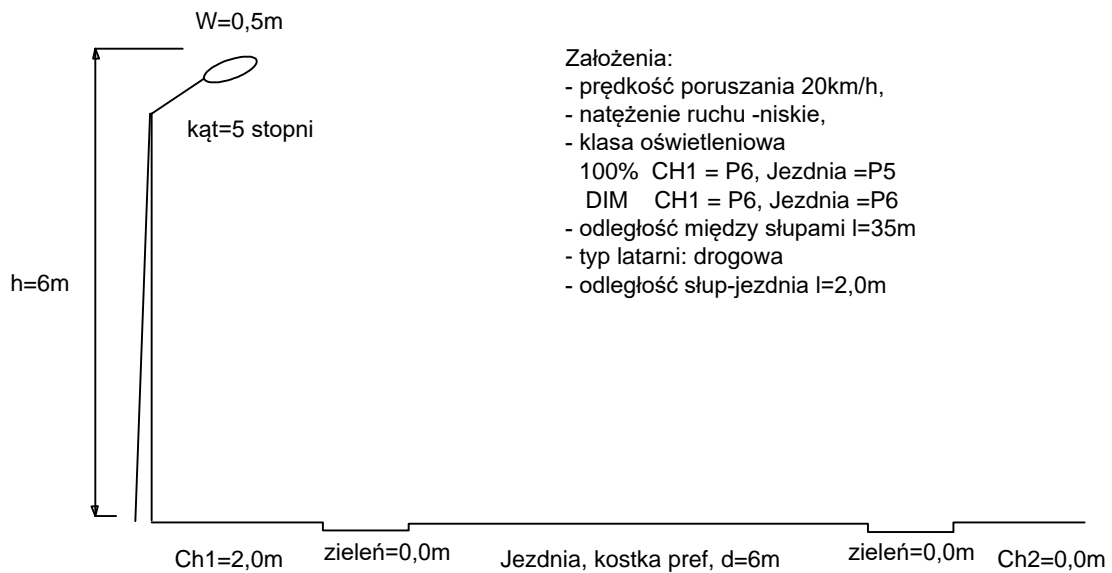 W=0,5m
kąt=5 stopni
h=6m
Założenia:
- prędkość poruszania 20km/h,
- natężenie ruchu -niskie,
- klasa oświetleniowa
100% CH1 = P6, Jezdnia =P5
DIM CH1 = P6, Jezdnia =P6
- odległość między słupami l=35m
- typ latarni: drogowa
- odległość słup-jezdnia l=2,0m
Ch1=2,0m zieleń=0,0m Jezdnia, kostka pref, d=6m zieleń=0,0m Ch2=0,0m